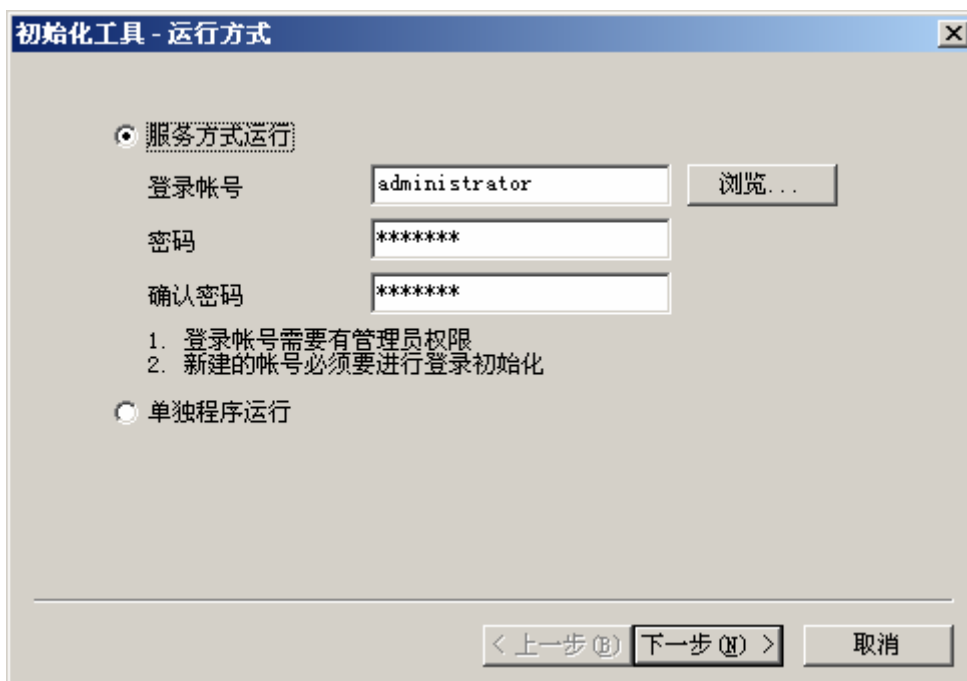 初始化工具 - 运行方式
服务方式运行
登录帐号 administrator 浏览...
密码 *******
确认密码 *******
1. 登录帐号需要有管理员权限
2. 新建的帐号必须要进行登录初始化
单独程序运行
< 上一步(B) 下一步(N) > 取消